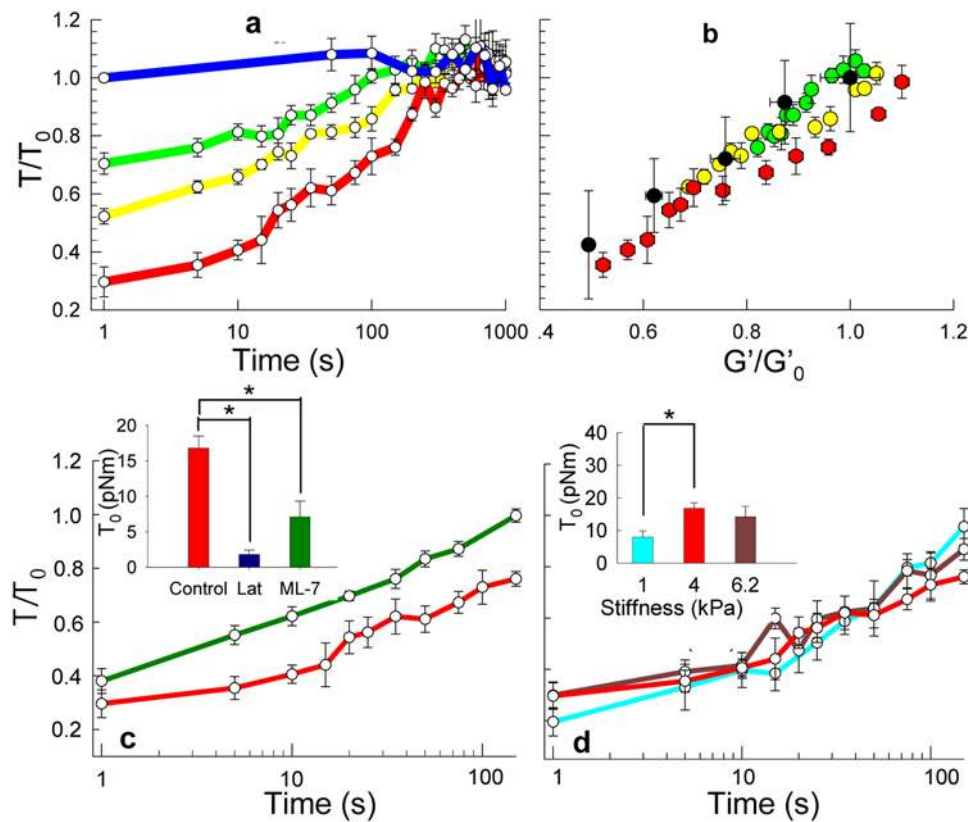 a
b
1.2
1.0
0.8
0.6
0.4
0.2
T/T0
1
10
100
1000
Time (s)
.4
0.6
0.8
1.0
1.2
G'/G'0
*
*
20
15
10
5
0
T0 (pNm)
Control Lat ML-7
1.2
1.0
0.8
0.6
0.4
0.2
T/T0
c
1
10
100
Time (s)
*
40
30
20
10
0
T0 (pNm)
1 4 6.2
Stiffness (kPa)
d
1
10
100
Time (s)